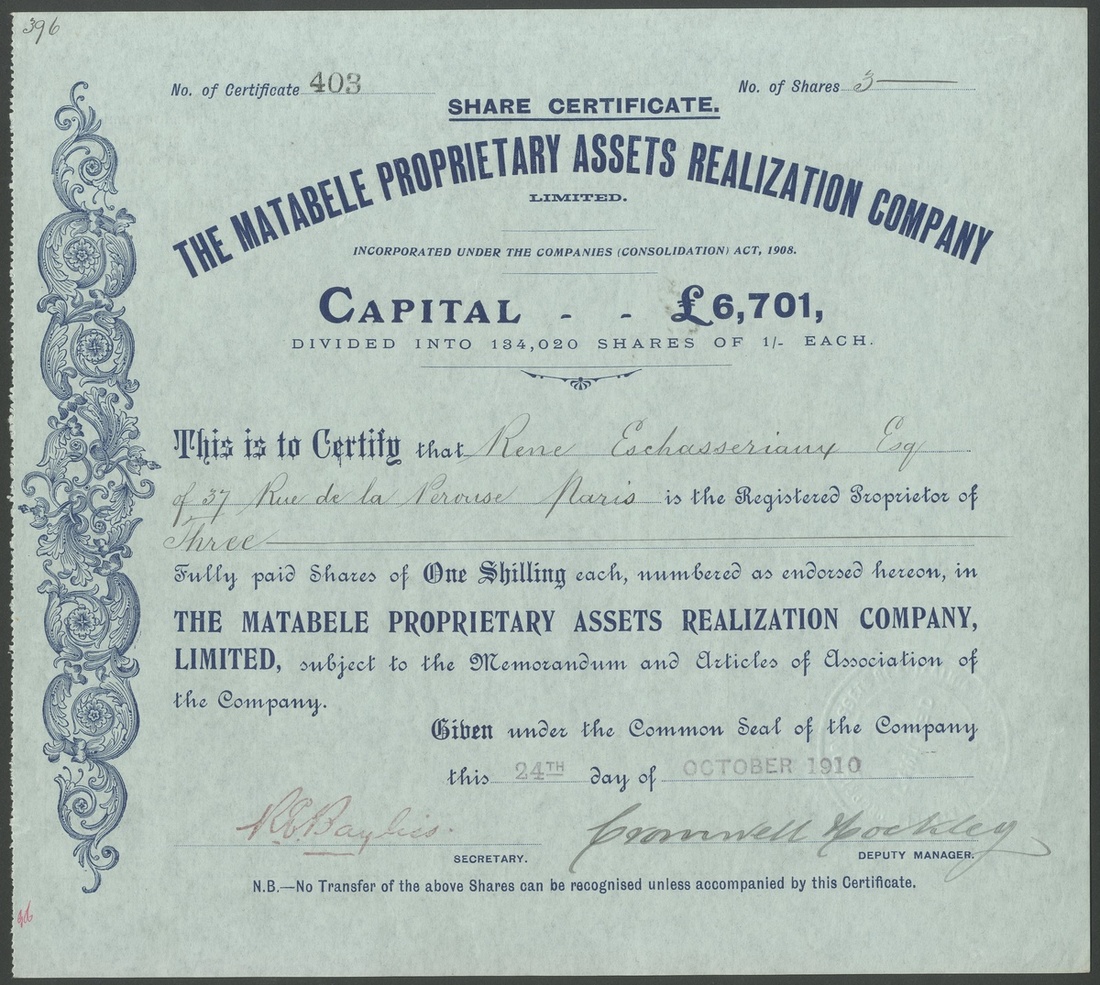 396
No. of Certificate 403
No. of Shares 3
SHARE CERTIFICATE.
THE MATABELE PROPRIETARY ASSETS REALIZATION COMPANY
LIMITED.
INCORPORATED UNDER THE COMPANIES (CONSOLIDATION) ACT, 1908.
CAPITAL - - £6,701,
DIVIDED INTO 134,020 SHARES OF 1/- EACH.
This is to Certify that Rene Eschasseriaux Esq
of 37 Rue de la Perouse Paris is the Registered Proprietor of
Three
Fully paid Shares of One Shilling each, numbered as endorsed hereon, in
THE MATABELE PROPRIETARY ASSETS REALIZATION COMPANY,
LIMITED, subject to the Memorandum and Articles of Association of
the Company.
Given under the Common Seal of the Company
this 24TH day of OCTOBER 1910
Baylies.
Cromwell
SECRETARY.
DEPUTY MANAGER.
N.B.—No Transfer of the above Shares can be recognised unless accompanied by this Certificate.